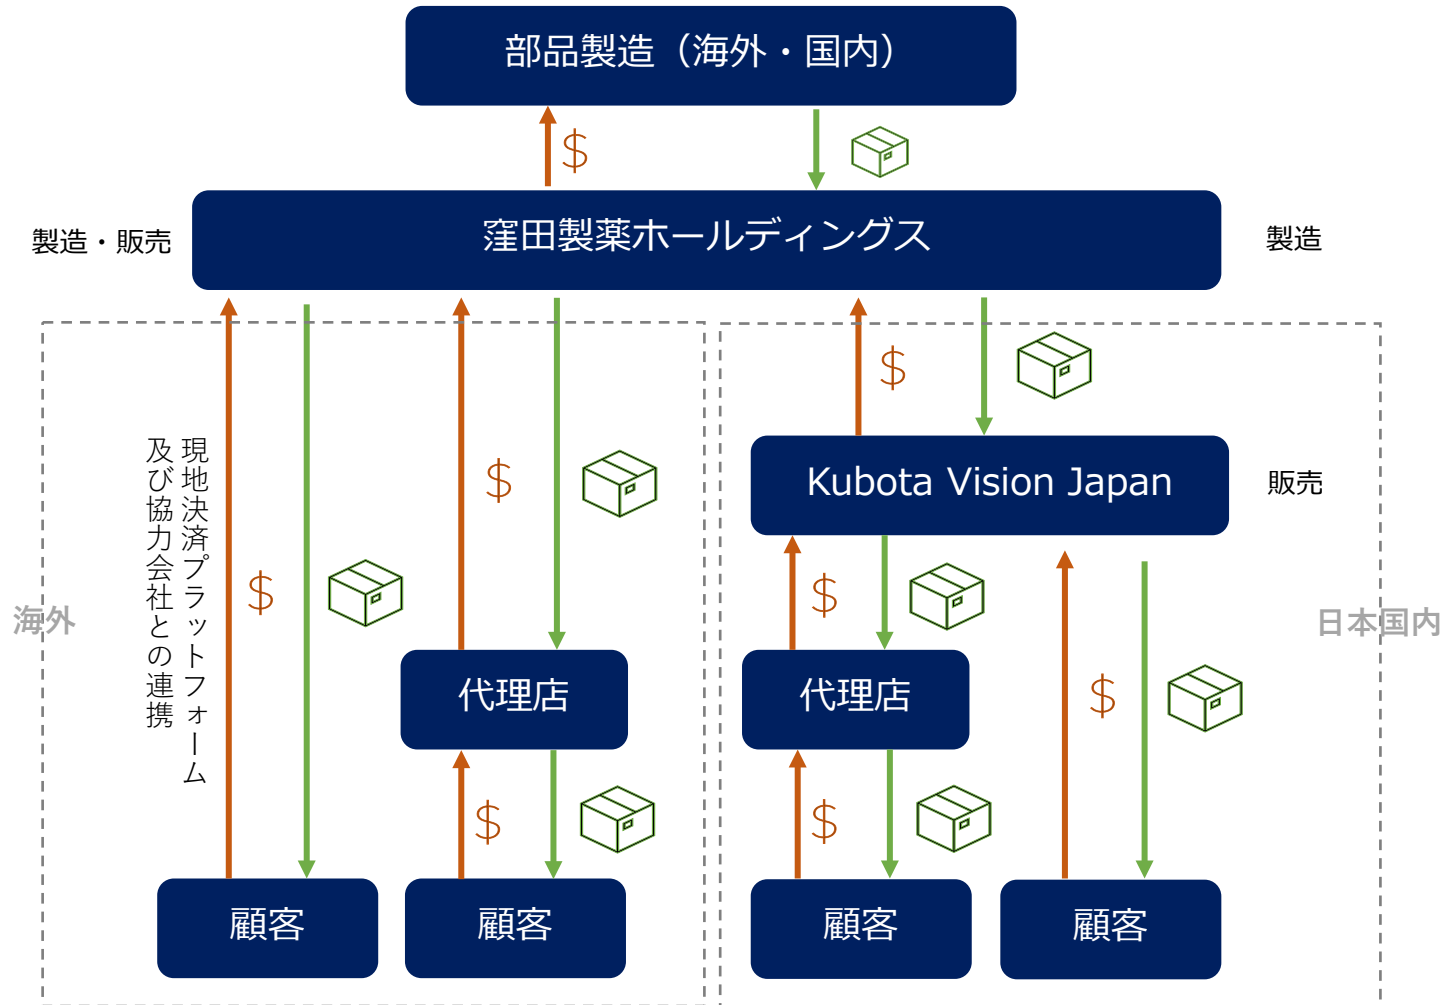 部品製造（海外・国内）
$
製造・販売
窪田製薬ホールディングス
製造
$
Kubota Vision Japan
販売
現地決済プラットフォーム
及び協力会社との連携
$
$
$
海外
日本国内
代理店
代理店
$
$
$
顧客
顧客
顧客
顧客